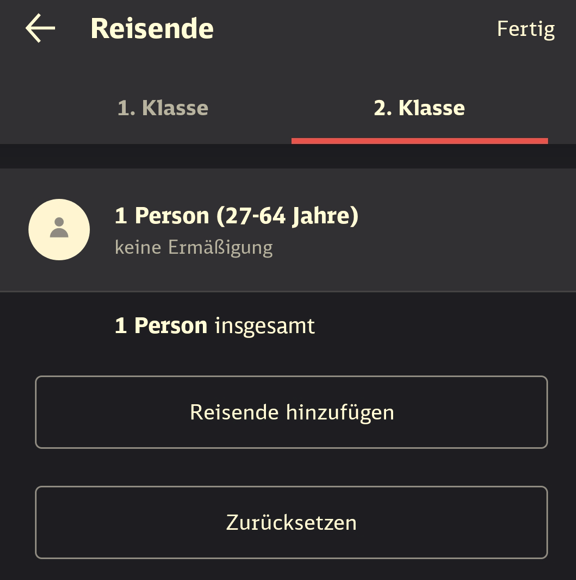 Reisende
Fertig
1. Klasse
2. Klasse
1 Person (27-64 Jahre)
keine Ermäßigung
1 Person insgesamt
Reisende hinzufügen
Zurücksetzen